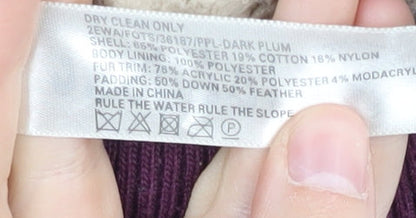 DRY CLEAN ONLY
2EWA/FOTS/36187/PPL-DARK PLUM
SHELL: 65% POLYESTER 19% COTTON 16% NYLON
BODY LINING: 100% POLYESTER
FUR TRIM: 76% ACRYLIC 20% POLYESTER 4% MODACRYL
PADDING: 50% DOWN 50% FEATHER
MADE IN CHINA
RULE THE WATER RULE THE SLOPE
P